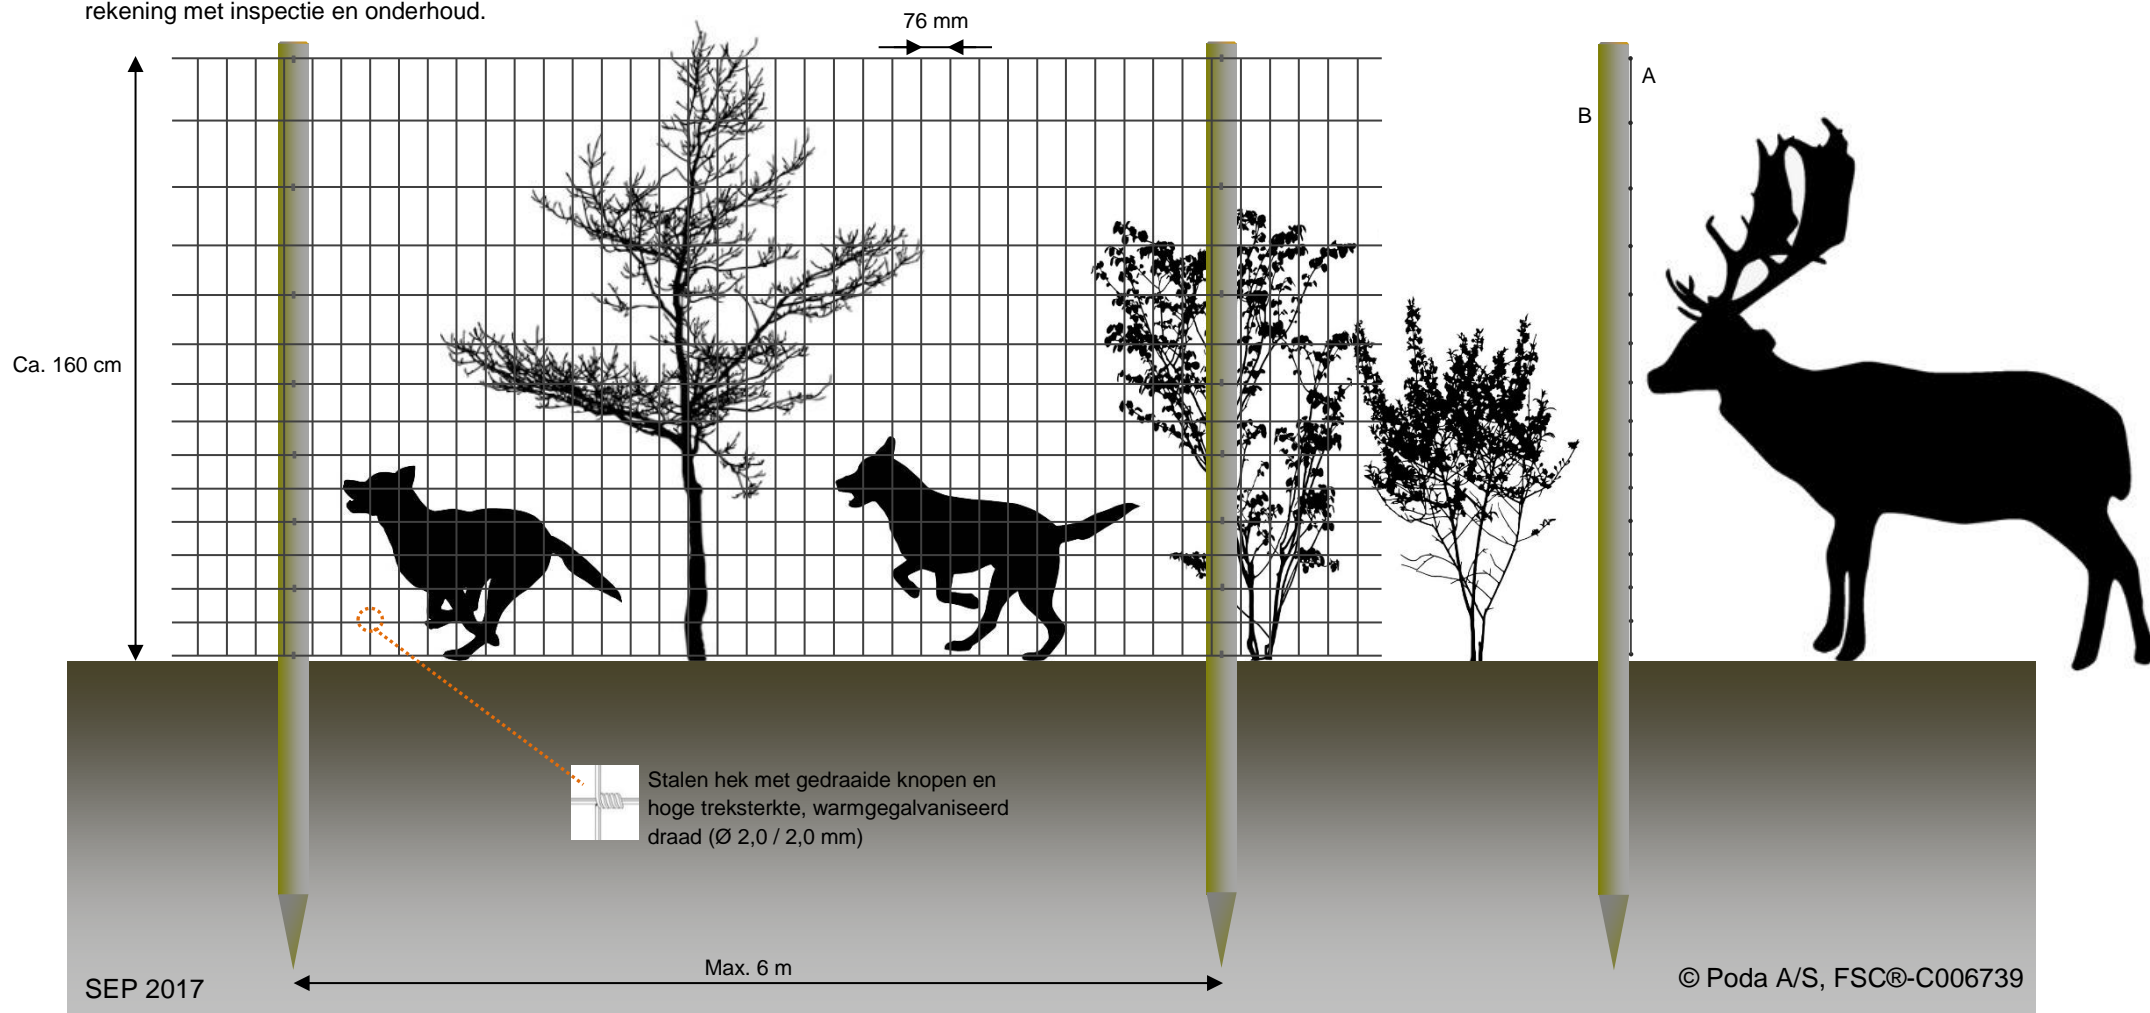 rekening met inspectie en onderhoud.
76 mm
A
B
Ca. 160 cm
Stalen hek met gedraaide knopen en
hoge treksterkte, warmgegalvaniseerd
draad (Ø 2,0 / 2,0 mm)
Max. 6 m
SEP 2017
© Poda A/S, FSC®-C006739